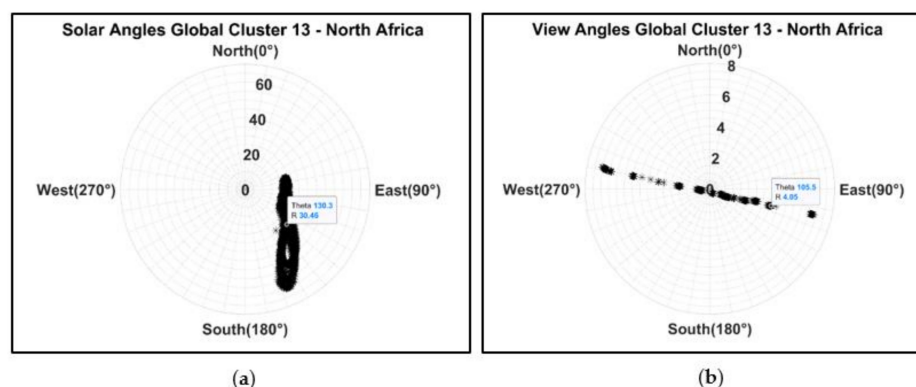 Solar Angles Global Cluster 13 - North Africa
North(0°)
60
40
20
West(270°)
0
East(90°)
Theta 130.3
R 30.46
South(180°)
(a)
View Angles Global Cluster 13 - North Africa
North(0°)
8
6
4
2
West(270°)
0
East(90°)
Theta 105.5
R 4.05
South(180°)
(b)